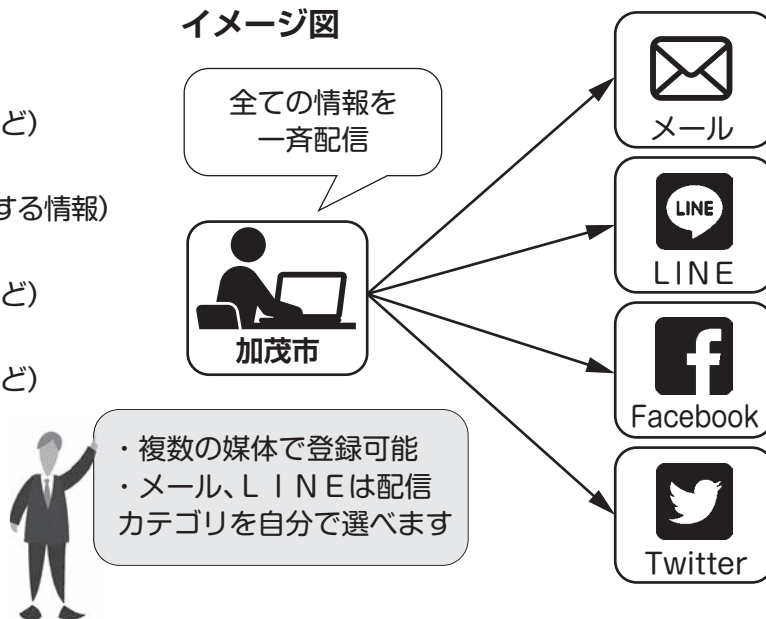 イメージ図
ど）
する情報）
ど）
ど）
全ての情報を
一斉配信
加茂市
メール
LINE
ＬＩＮＥ
Facebook
Twitter
・複数の媒体で登録可能
・メール、ＬＩＮＥは配信
カテゴリを自分で選べます